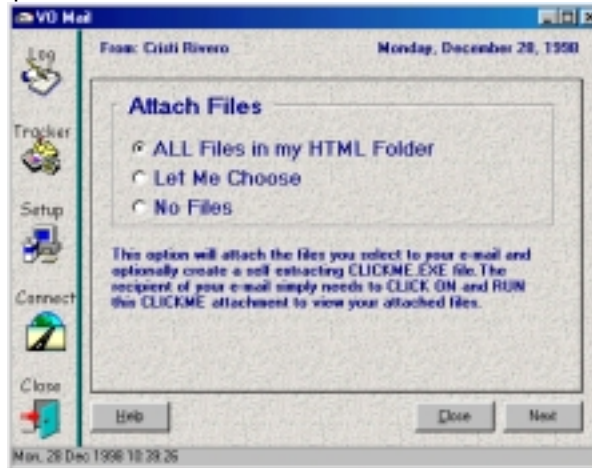 VO Mail
From: Cristi Rivero
Monday, December 28, 1998
Log
Tracker
Setup
Connect
Close
Attach Files
ALL Files in my HTML Folder
Let Me Choose
No Files
This option will attach the files you select to your e-mail and
optionally create a self extracting CLICKME.EXE file. The
recipient of your e-mail simply needs to CLICK ON and RUN
this CLICKME attachment to view your attached files.
Help
Close
Next
Mon, 28 Dec 1998 10:39:26